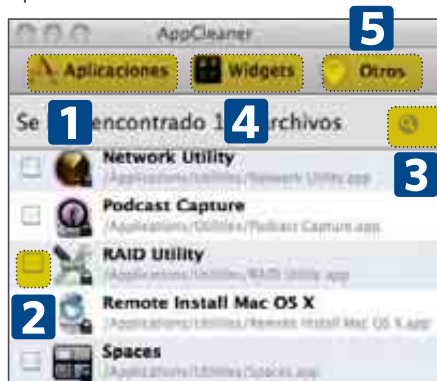 5
AppCleaner
Aplicaciones Widgets Otros
1 4
Se encontrado 1 rchivos
3
Network Utility
/Applications/Utilities/Network Utility.app
Podcast Capture
/Applications/Utilities/Podcast Capture.app
RAID Utility
/Applications/Utilities/RAID Utility.app
2
Remote Install Mac OS X
/Applications/Utilities/Remote Install Mac OS X.app
Spaces
/Applications/Utilities/Spaces.app